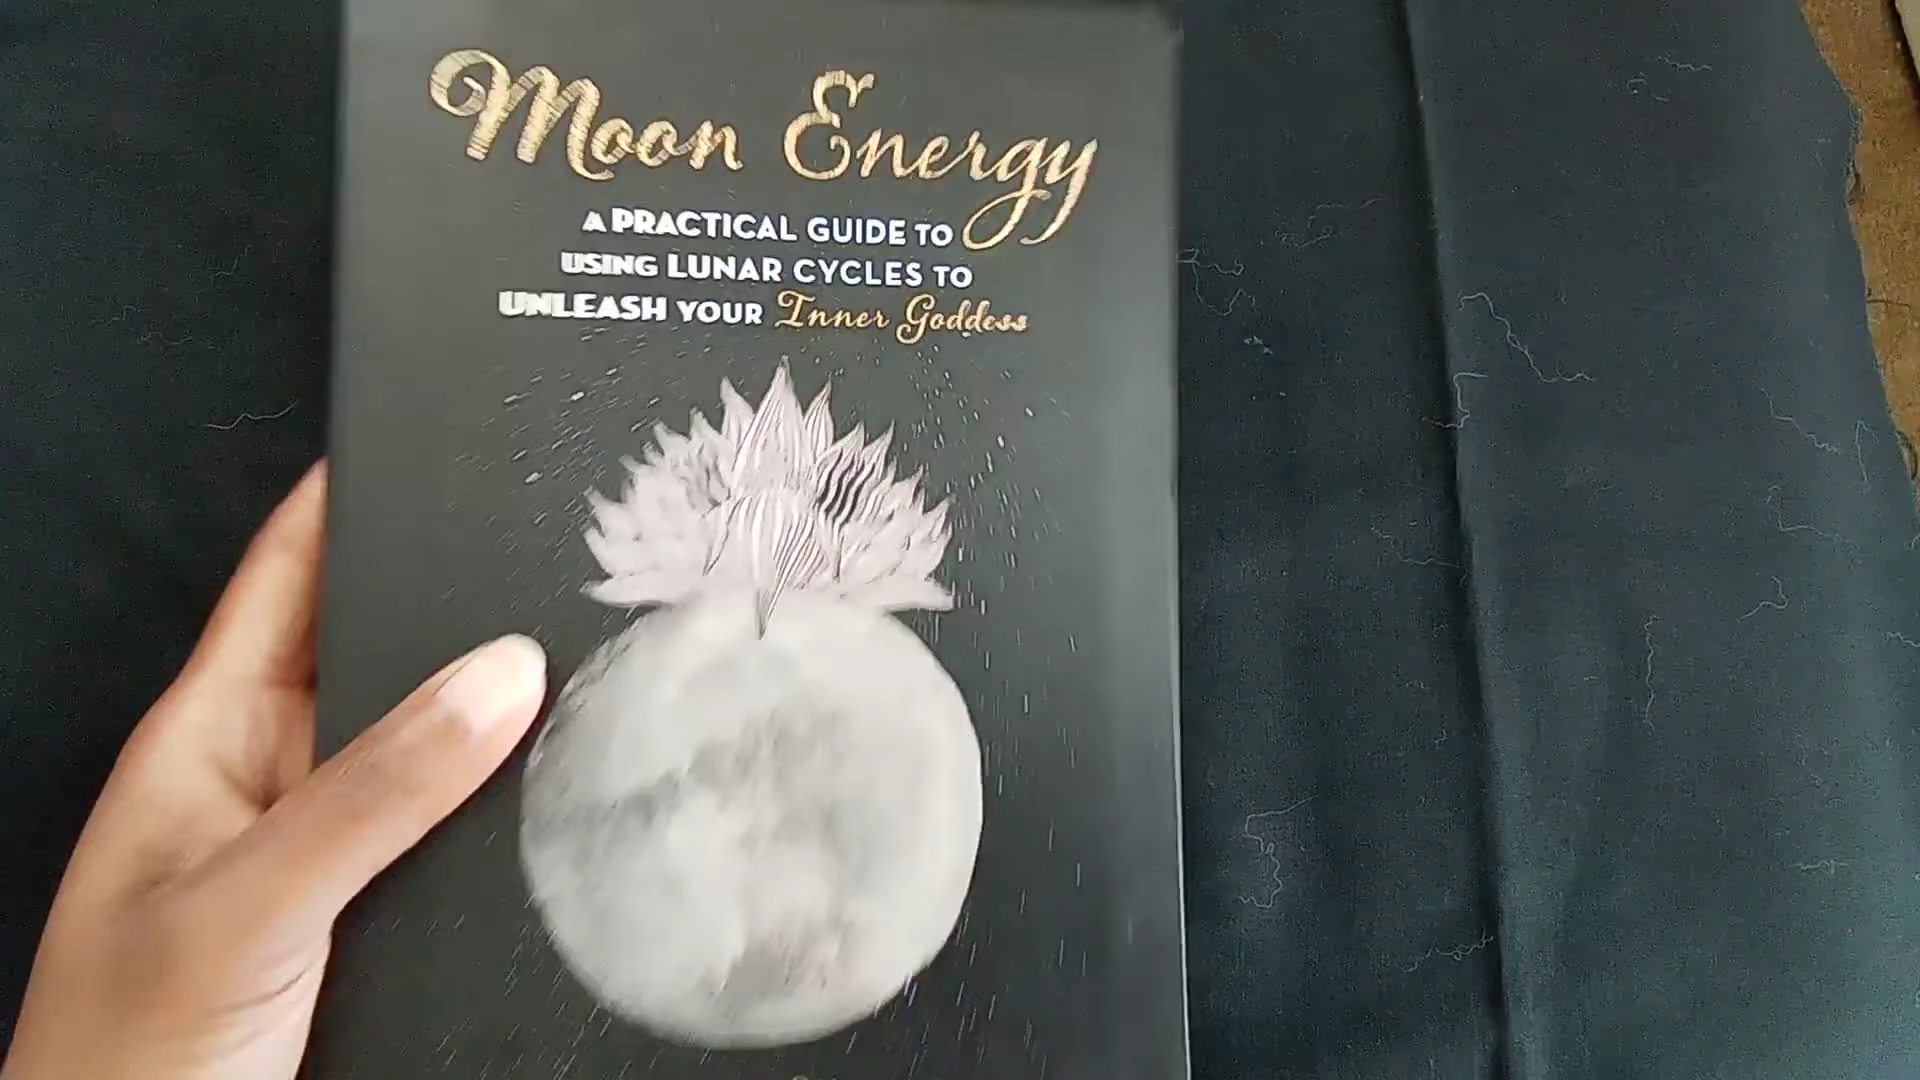 Moon Energy
A PRACTICAL GUIDE TO
USING LUNAR CYCLES TO
UNLEASH YOUR Inner Goddess